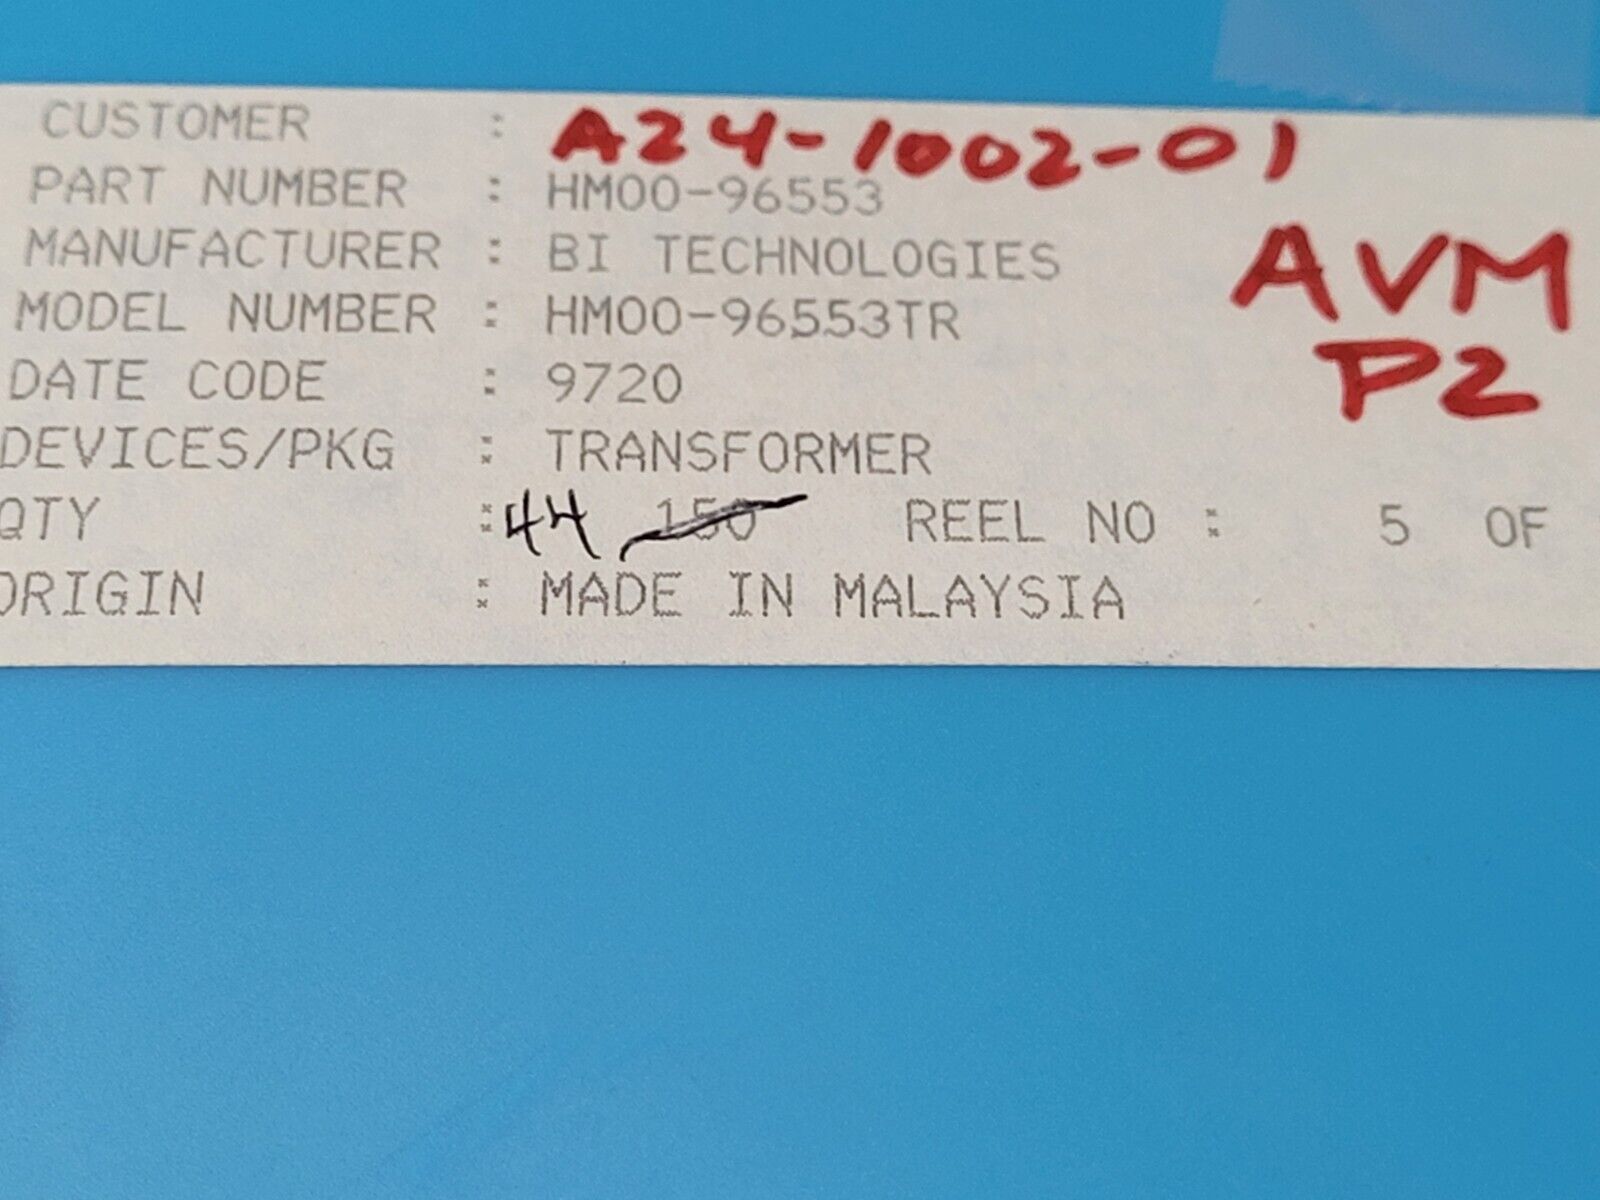 CUSTOMER : A24-1002-01
PART NUMBER : HM00-96553
MANUFACTURER : BI TECHNOLOGIES
AVM
MODEL NUMBER : HM00-96553TR
P2
DATE CODE : 9720
DEVICES/PKG : TRANSFORMER
QTY : 44 150 REEL NO : 5 OF
ORIGIN : MADE IN MALAYSIA